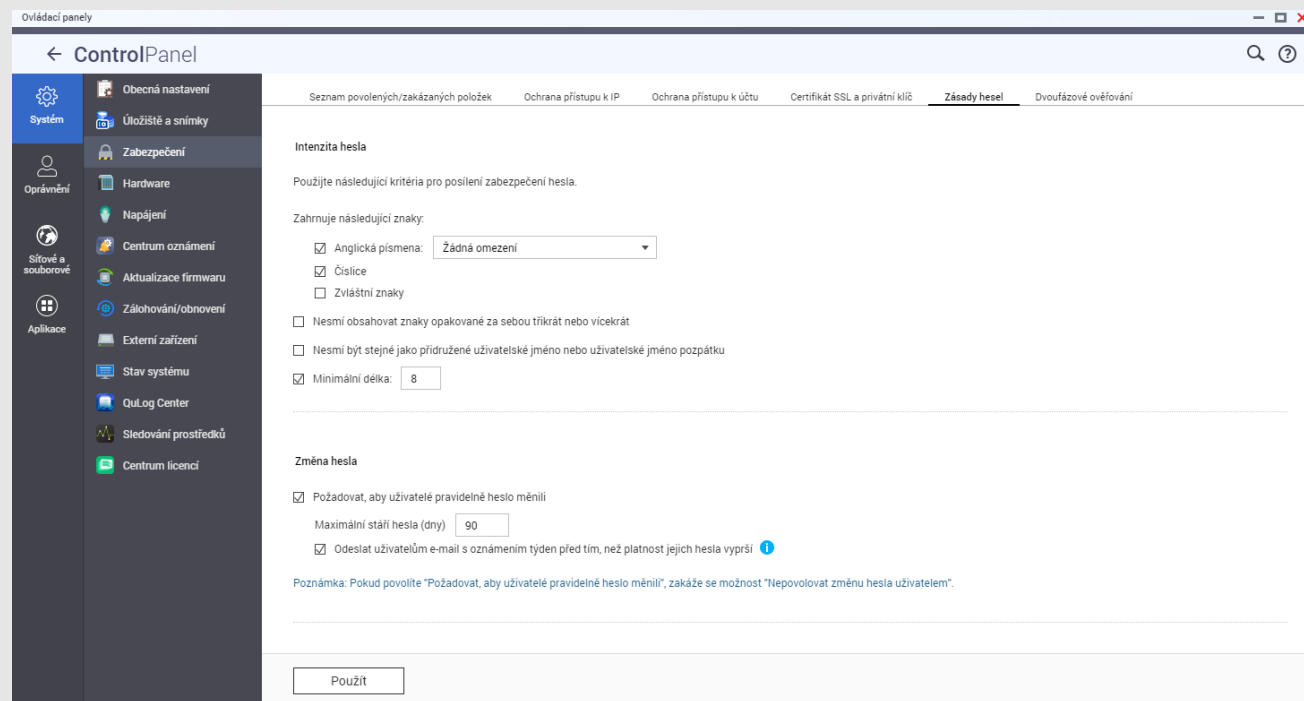 Ovládací panely
ControlPanel
Systém
Oprávnění
Síťové a
souborové
Aplikace
Obecná nastavení
Úložiště a snímky
Zabezpečení
Hardware
Napájení
Centrum oznámení
Aktualizace firmwaru
Zálohování/obnovení
Externí zařízení
Stav systému
QuLog Center
Sledování prostředků
Centrum licencí
Seznam povolených/zakázaných položek Ochrana přístupu k IP Ochrana přístupu k účtu Certifikát SSL a privátní klíč Zásady hesel Dvoufázové ověřování
Intenzita hesla
Použijte následující kritéria pro posílení zabezpečení hesla.
Zahrnuje následující znaky:
Anglická písmena: Žádná omezení
Číslice
Zvláštní znaky
Nesmí obsahovat znaky opakované za sebou třikrát nebo vícekrát
Nesmí být stejné jako přidružené uživatelské jméno nebo uživatelské jméno pozpátku
Minimální délka: 8
Změna hesla
Požadovat, aby uživatelé pravidelně heslo měnili
Maximální stáří hesla (dny) 90
Odeslat uživatelům e-mail s oznámením týden před tím, než platnost jejich hesla vyprší
Poznámka: Pokud povolíte "Požadovat, aby uživatelé pravidelně heslo měnili", zakáže se možnost "Nepovolovat změnu hesla uživatelem".
Použít